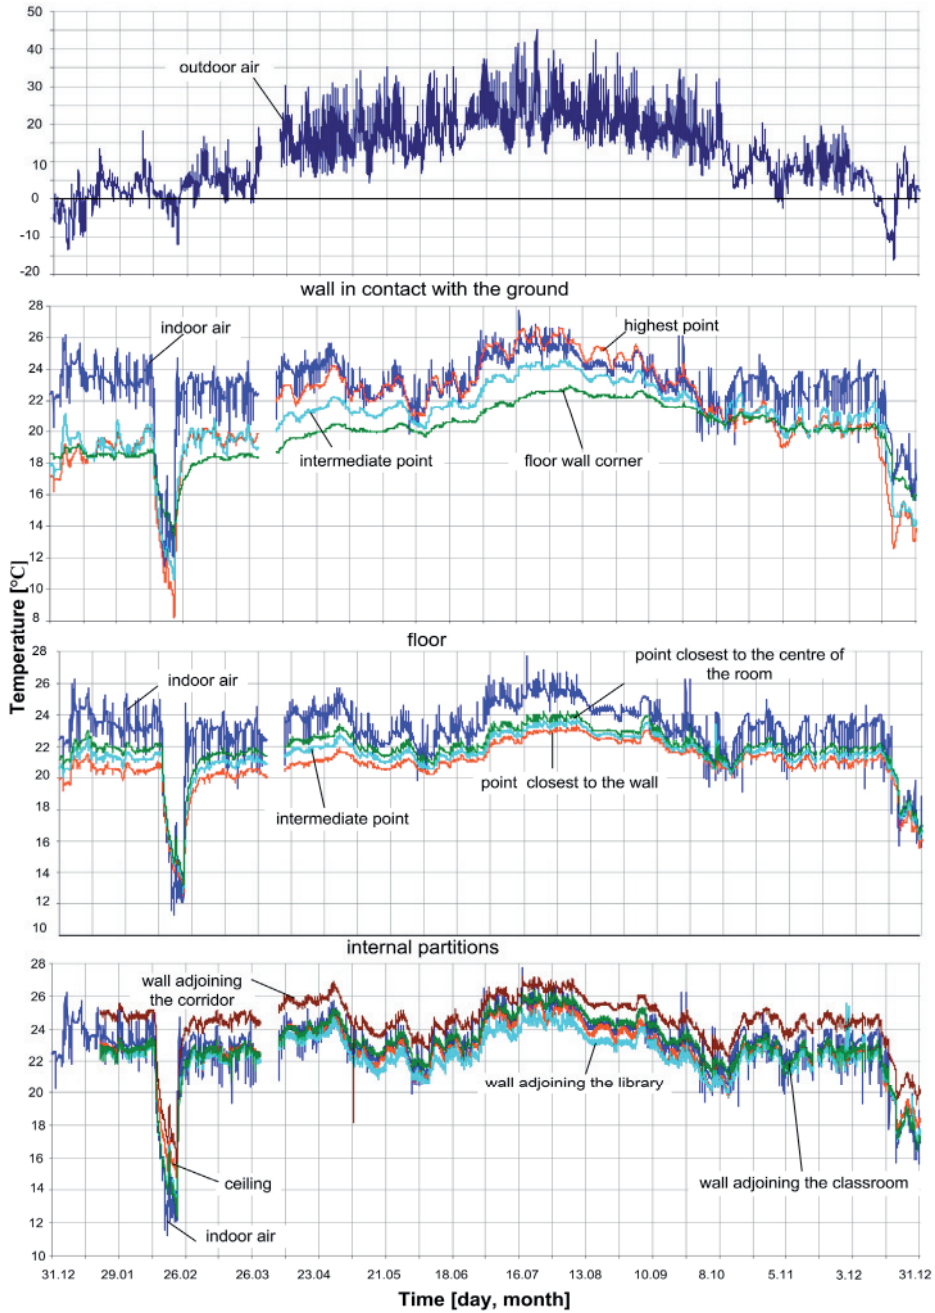 50
40
30
20
10
0
-10
-20
outdoor air
wall in contact with the ground
28
26
24
22
20
18
16
14
12
10
8
indoor air
highest point
intermediate point
floor wall corner
Temperature [°C]
floor
28
26
24
22
20
18
16
14
12
10
indoor air
point closest to the centre of
the room
intermediate point
point closest to the wall
internal partitions
28
26
24
22
20
18
16
14
12
10
wall adjoining
the corridor
wall adjoining the library
ceiling
wall adjoining the classroom
indoor air
31.12 29.01 26.02 26.03 23.04 21.05 18.06 16.07 13.08 10.09 8.10 5.11 3.12 31.12
Time [day, month]